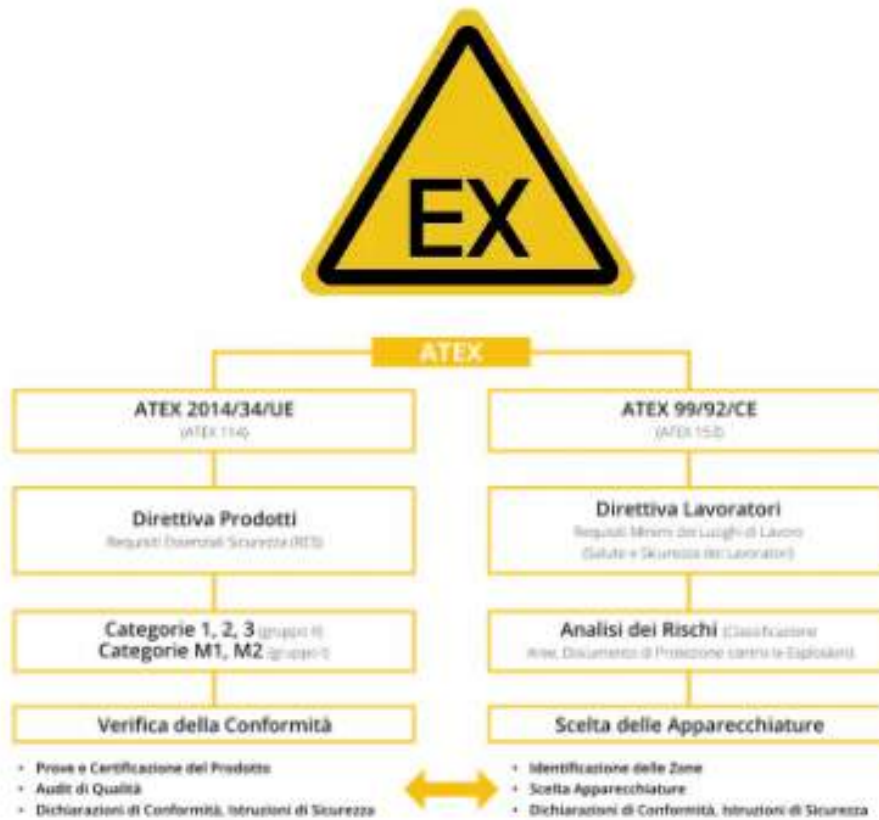 EX
ATEX
ATEX 2014/34/UE
(ATEX 114)
Direttiva Prodotti
Requisiti Essenziali Sicurezza (RES)
Categorie 1, 2, 3 (gruppo II)
Categorie M1, M2 (gruppo I)
Verifica della Conformità
• Prove e Certificazione del Prodotto
• Audit di Qualità
• Dichiarazioni di Conformità, Istruzioni di Sicurezza
ATEX 99/92/CE
(ATEX 153)
Direttiva Lavoratori
Requisiti Minimi dei Luoghi di Lavoro
(Salute e Sicurezza dei Lavoratori)
Analisi dei Rischi (Classificazione
Aree, Documento di Protezione contro le Esplosioni)
Scelta delle Apparecchiature
• Identificazione delle Zone
• Scelta Apparecchiature
• Dichiarazioni di Conformità, Istruzioni di Sicurezza